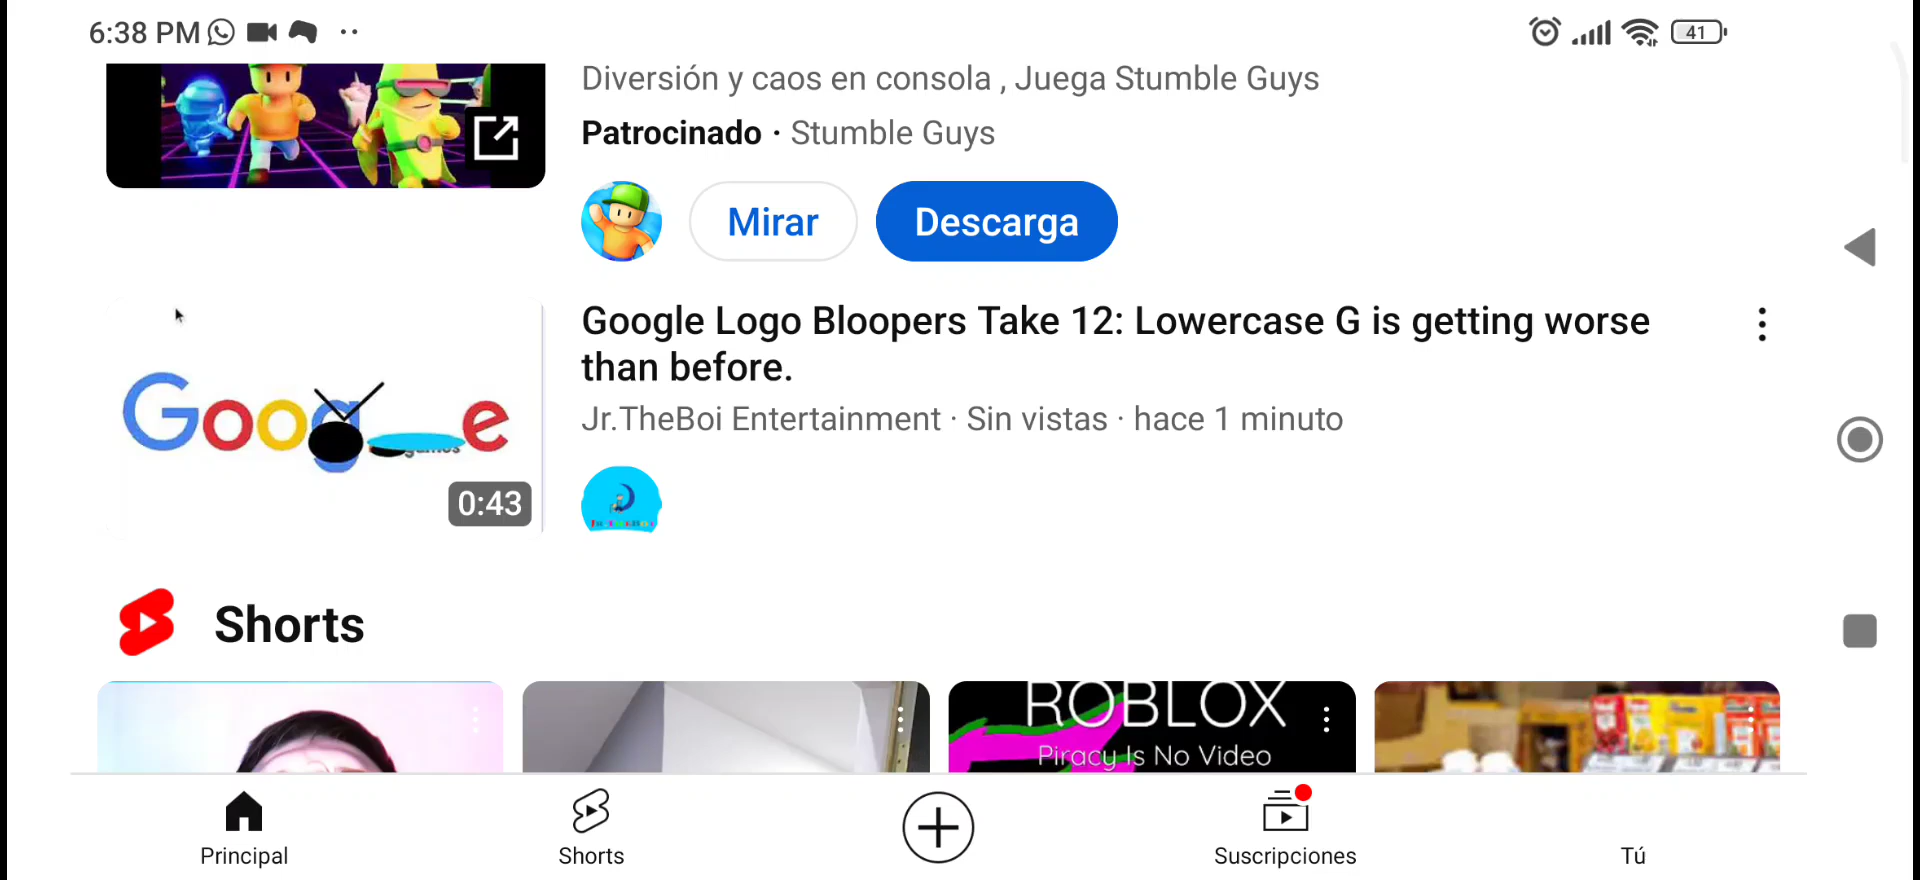 6:38 PM
41
Diversión y caos en consola , Juega Stumble Guys
Patrocinado · Stumble Guys
Mirar
Descarga
Google Logo Bloopers Take 12: Lowercase G is getting worse
than before.
Jr.TheBoi Entertainment · Sin vistas · hace 1 minuto
Goog e
0:43
Shorts
ROBLOX
Piracy Is No Video
Principal
Shorts
Suscripciones
Tú